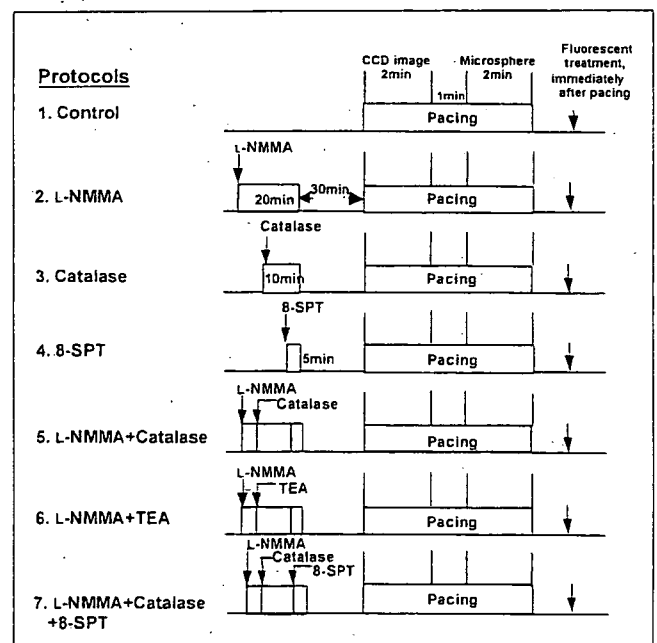 CCD image
2min
Microsphere
2min
Fluorescent
treatment,
immediately
after pacing
Protocols
1min
1. Control
Pacing
L-NMMA
2. L-NMMA
20min
30min
Pacing
Catalase
3. Catalase
10min
Pacing
8-SPT
4. 8-SPT
5min
Pacing
L-NMMA
Catalase
5. L-NMMA+Catalase
Pacing
L-NMMA
TEA
6. L-NMMA+TEA
Pacing
L-NMMA
Catalase
8-SPT
7. L-NMMA+Catalase
+8-SPT
Pacing